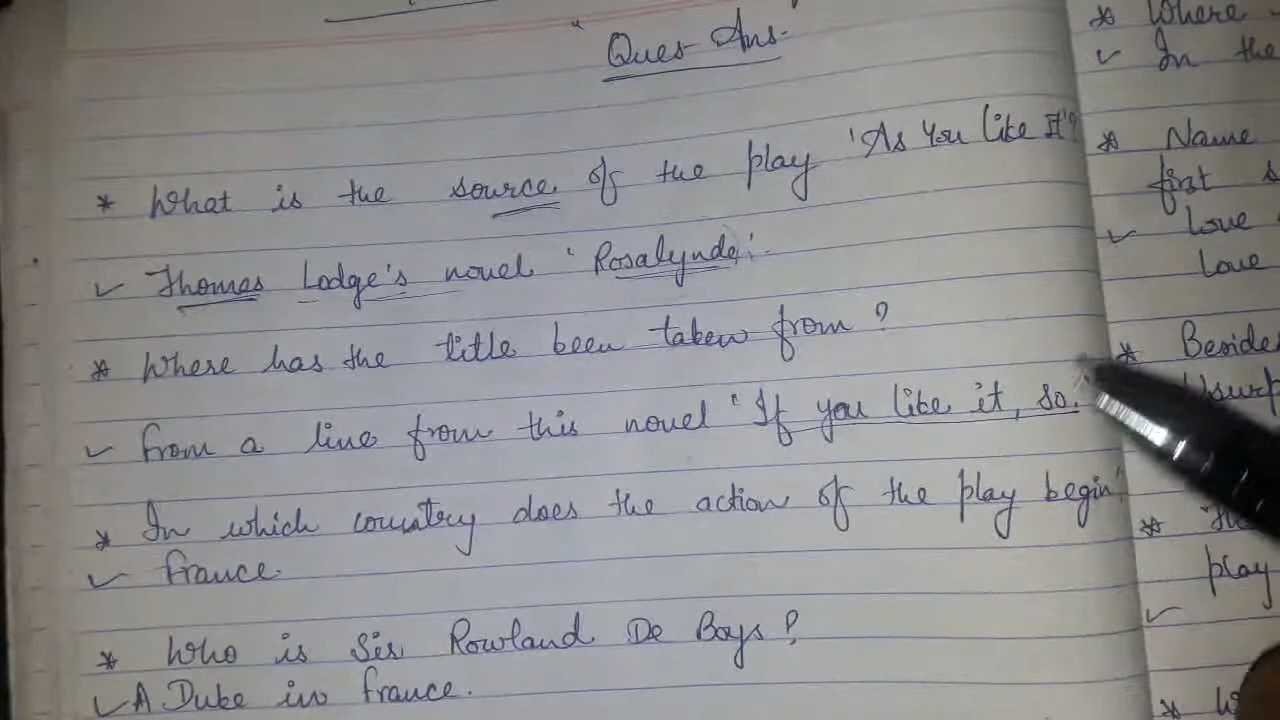 "Ques- Ans-"
* What is the source of the play 'As You like It'?
✓ Thomas Lodge's novel 'Rosalynde'.
* Where has the title been taken from?
✓ from a line from this novel 'If you like it, so.'
* In which country does the action of the play begin?
✓ france
* Who is Sir Rowland De Boys?
✓ A Duke in france.
* Where
✓ In the
* Name
first
✓ Love
Love
* Beside
Usurp
*
play
✓
*